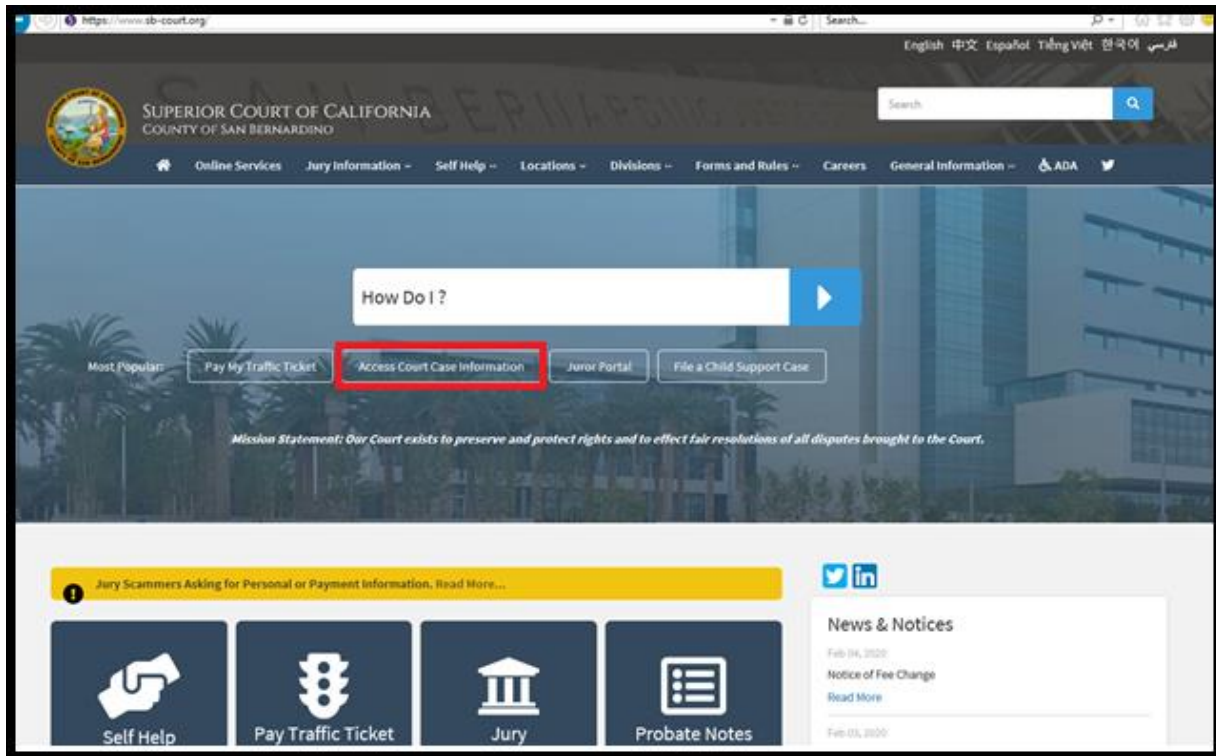 https://www.sb-court.org/
Search...
English 中文 Español Tiếng Việt 한국어 فارسي
SUPERIOR COURT OF CALIFORNIA
COUNTY OF SAN BERNARDINO
Search
Online Services Jury Information Self Help Locations Divisions Forms and Rules Careers General Information ADA
How Do I ?
Most Popular: Pay My Traffic Ticket Access Court Case Information Juror Portal File a Child Support Case
Mission Statement: Our Court exists to preserve and protect rights and to effect fair resolutions of all disputes brought to the Court.
Jury Scammers Asking for Personal or Payment Information. Read More...
Self Help
Pay Traffic Ticket
Jury
Probate Notes
News & Notices
Feb 04, 2020
Notice of Fee Change
Read More
Feb 03, 2020